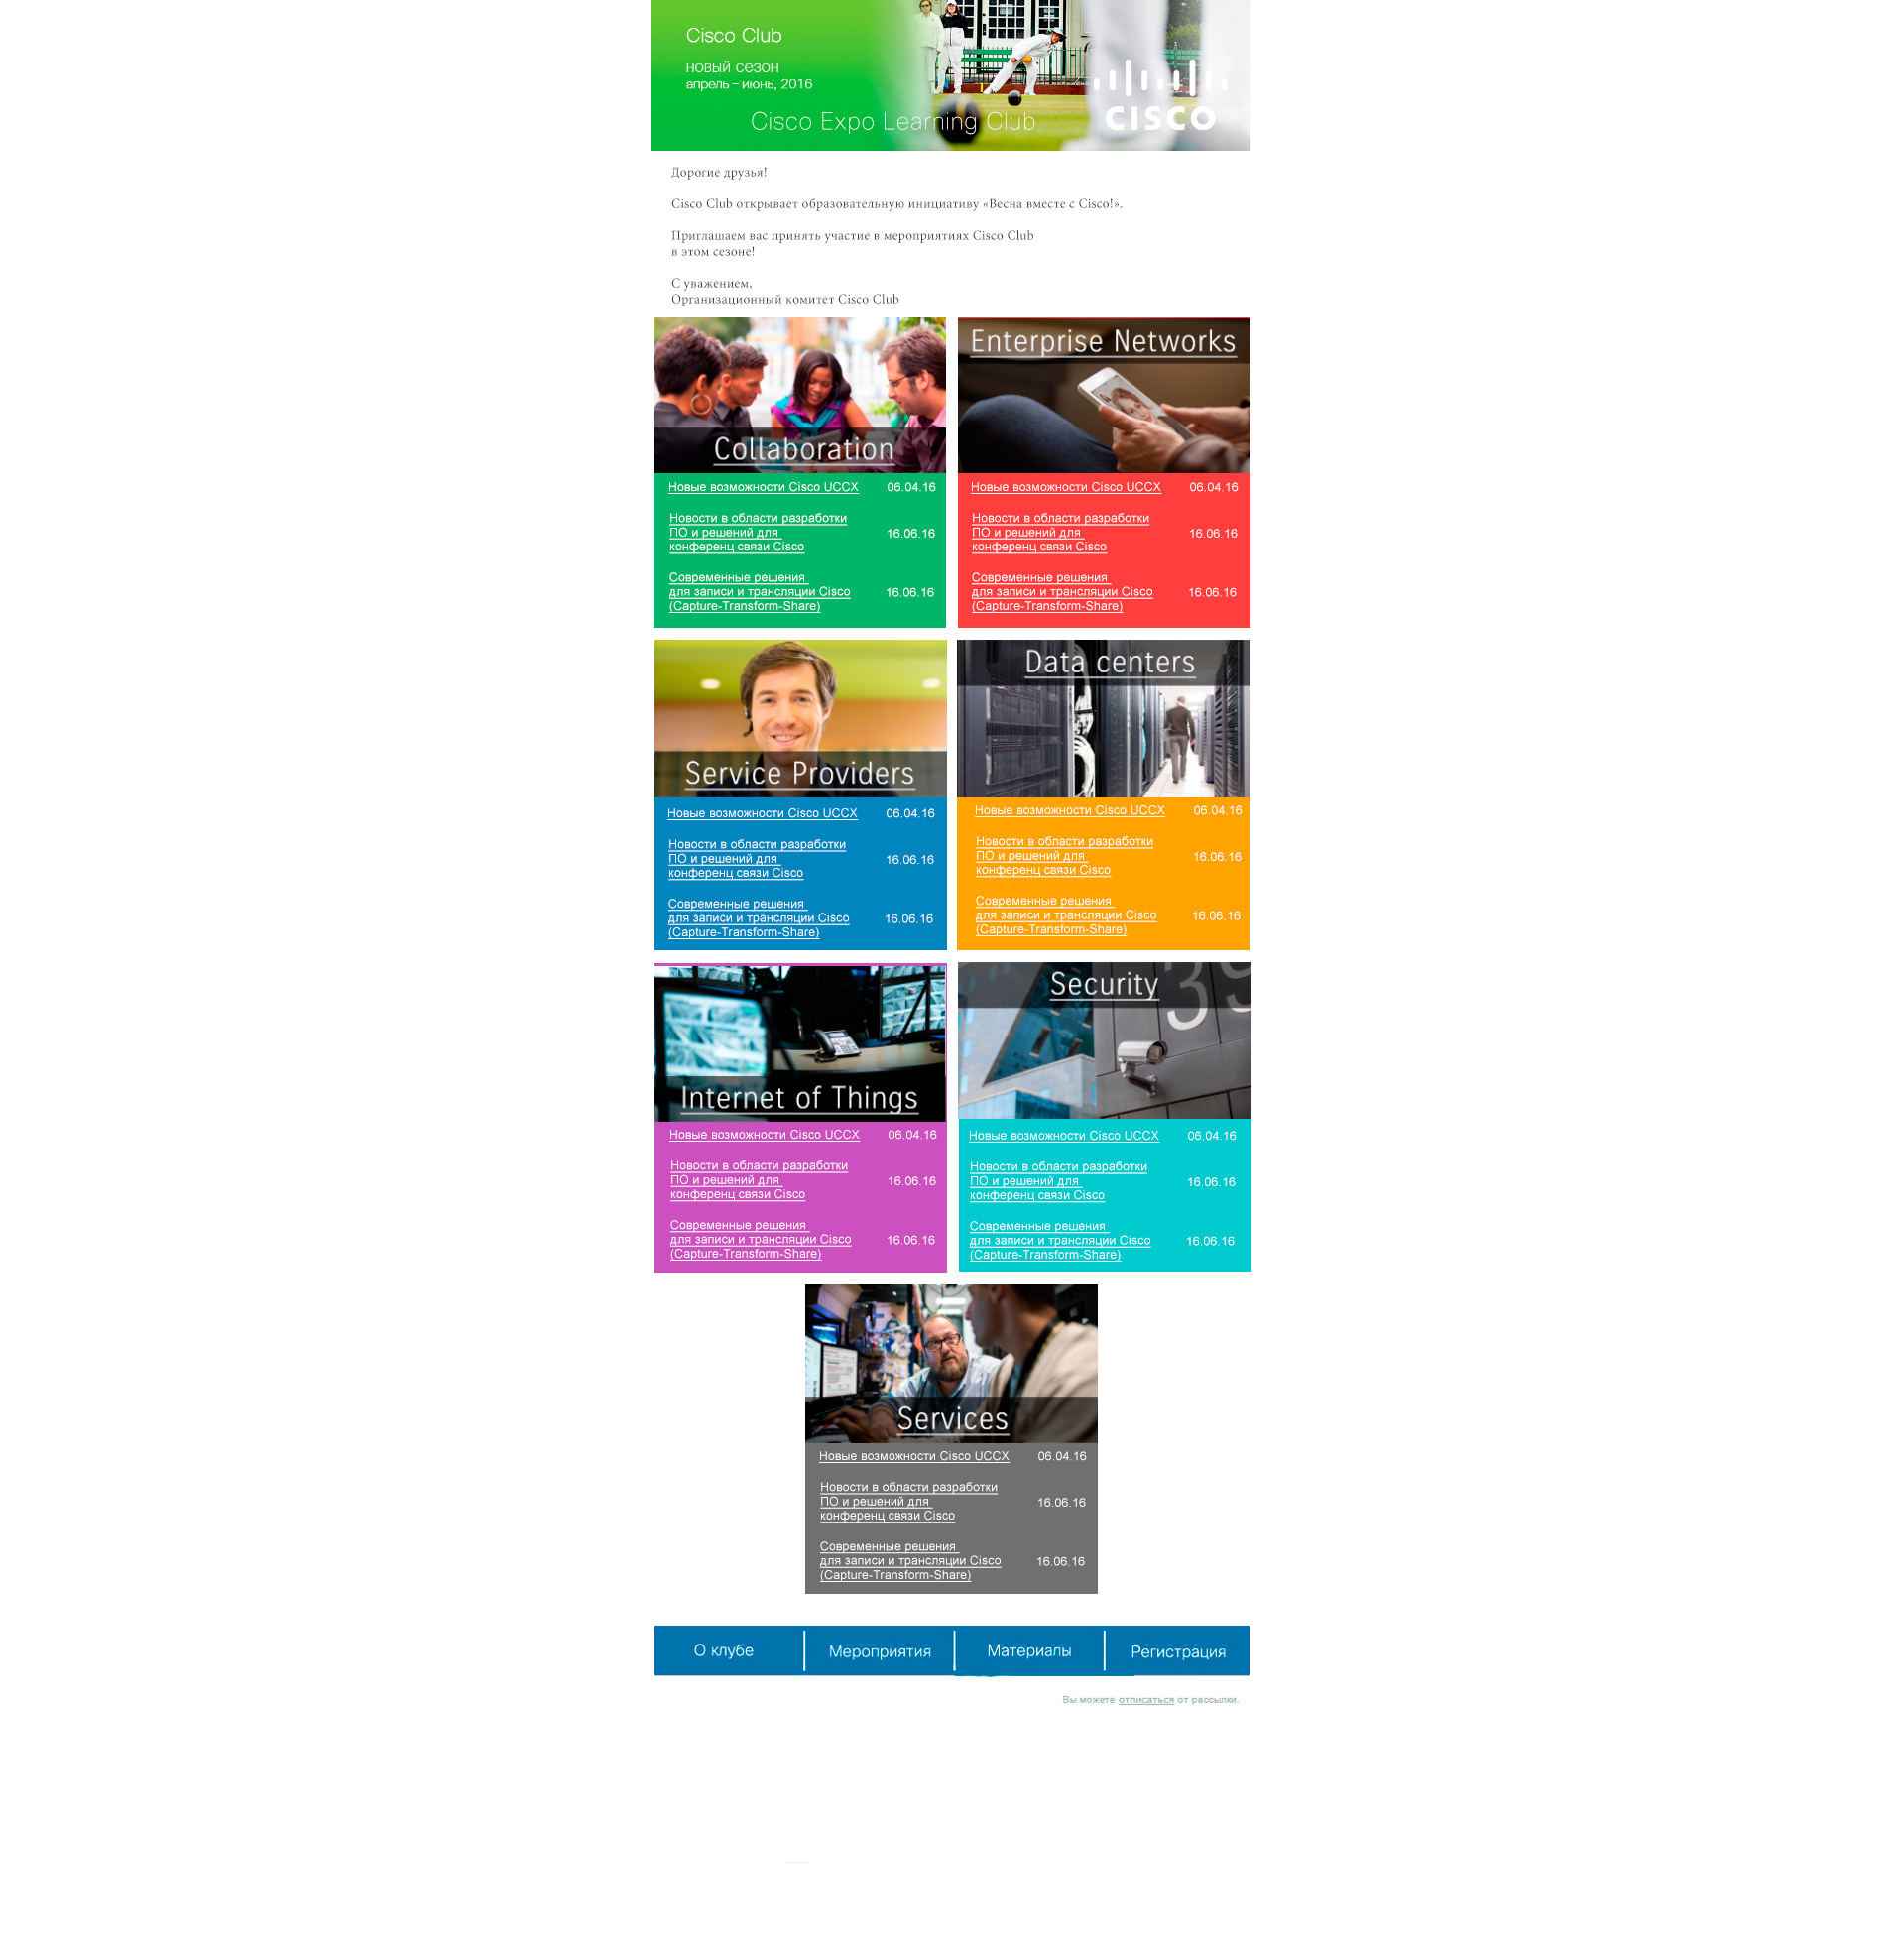 Cisco Club
новый сезон
апрель – июнь, 2016
Cisco Expo Learning Club
CISCO
Дорогие друзья!
Cisco Club открывает образовательную инициативу «Весна вместе с Cisco!».
Приглашаем вас принять участие в мероприятиях Cisco Club
в этом сезоне!
С уважением,
Организационный комитет Cisco Club
Collaboration
Новые возможности Cisco UCCX 06.04.16
Новости в области разработки
ПО и решений для 16.06.16
конференц связи Cisco
Современные решения
для записи и трансляции Cisco 16.06.16
(Capture-Transform-Share)
Enterprise Networks
Новые возможности Cisco UCCX 06.04.16
Новости в области разработки
ПО и решений для 16.06.16
конференц связи Cisco
Современные решения
для записи и трансляции Cisco 16.06.16
(Capture-Transform-Share)
Service Providers
Новые возможности Cisco UCCX 06.04.16
Новости в области разработки
ПО и решений для 16.06.16
конференц связи Cisco
Современные решения
для записи и трансляции Cisco 16.06.16
(Capture-Transform-Share)
Data centers
Новые возможности Cisco UCCX 06.04.16
Новости в области разработки
ПО и решений для 16.06.16
конференц связи Cisco
Современные решения
для записи и трансляции Cisco 16.06.16
(Capture-Transform-Share)
Internet of Things
Новые возможности Cisco UCCX 06.04.16
Новости в области разработки
ПО и решений для 16.06.16
конференц связи Cisco
Современные решения
для записи и трансляции Cisco 16.06.16
(Capture-Transform-Share)
39
Security
Новые возможности Cisco UCCX 06.04.16
Новости в области разработки
ПО и решений для 16.06.16
конференц связи Cisco
Современные решения
для записи и трансляции Cisco 16.06.16
(Capture-Transform-Share)
Services
Новые возможности Cisco UCCX 06.04.16
Новости в области разработки
ПО и решений для 16.06.16
конференц связи Cisco
Современные решения
для записи и трансляции Cisco 16.06.16
(Capture-Transform-Share)
О клубе Мероприятия Материалы Регистрация
Вы можете отписаться от рассылки.